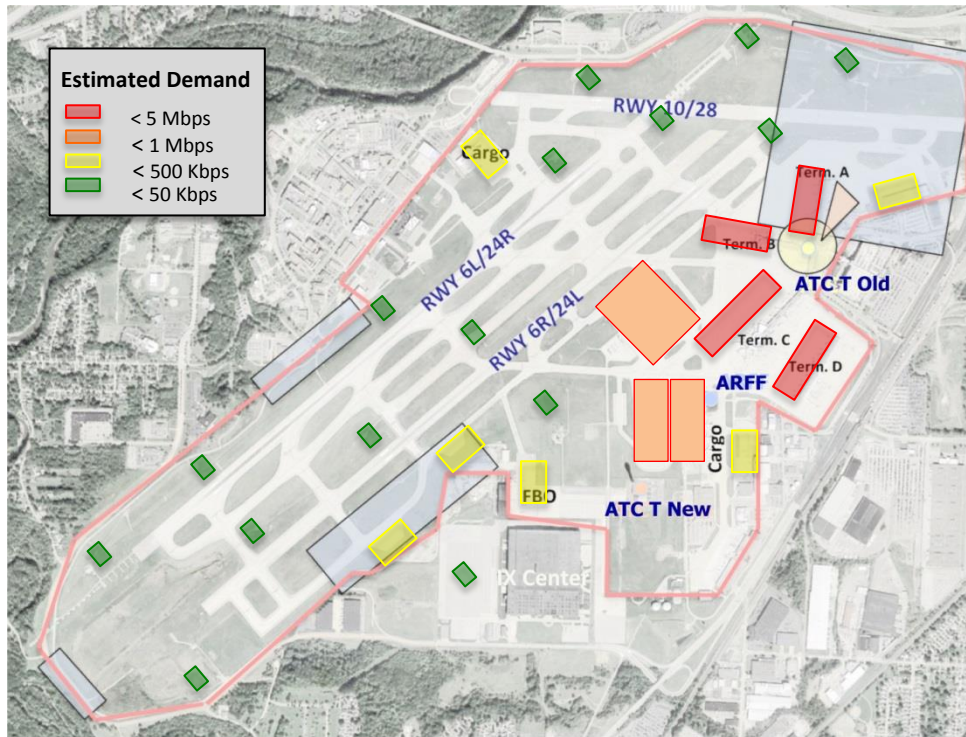 Estimated Demand
< 5 Mbps
< 1 Mbps
< 500 Kbps
< 50 Kbps
RWY 10/28
Cargo
Term. A
Term. B
ATC T Old
RWY 6L/24R
RWY 6R/24L
Term. C
Term. D
ARFF
Cargo
FBO
ATC T New
IX Center